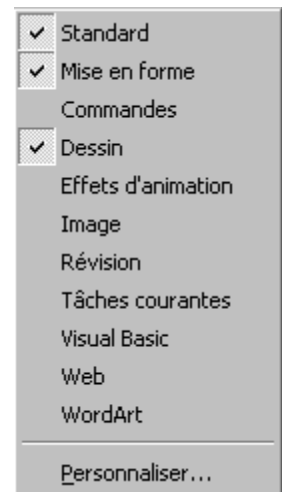 Standard
Mise en forme
Commandes
Dessin
Effets d'animation
Image
Révision
Tâches courantes
Visual Basic
Web
WordArt
Personnaliser...